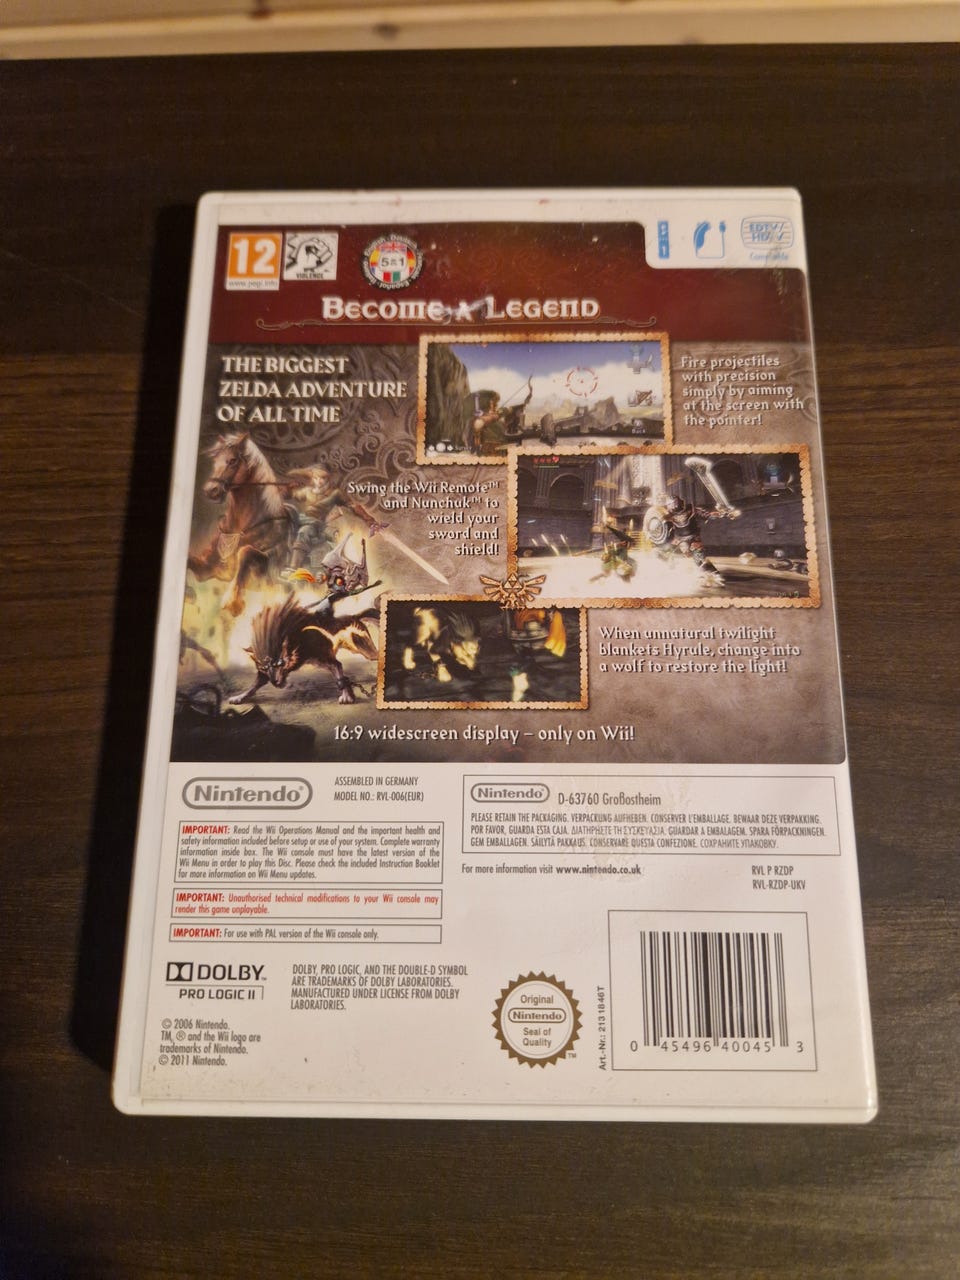 12
www.pegi.info
VIOLENCE
5 in 1
EDTV/
HDTV
Compatible
BECOME A LEGEND
THE BIGGEST
ZELDA ADVENTURE
OF ALL TIME
Fire projectiles
with precision
simply by aiming
at the screen with
the pointer!
Back
Swing the Wii Remote™
and Nunchuk™ to
wield your
sword and
shield!
When unnatural twilight
blankets Hyrule, change into
a wolf to restore the light!
16:9 widescreen display – only on Wii!
Nintendo®
ASSEMBLED IN GERMANY
MODEL NO.: RVL-006(EUR)
IMPORTANT: Read the Wii Operations Manual and the important health and
safety information included before setup or use of your system. Complete warranty
information inside box. The Wii console must have the latest version of the
Wii Menu in order to play this Disc. Please check the included Instruction Booklet
for more information on Wii Menu updates.
IMPORTANT: Unauthorised technical modifications to your Wii console may
render this game unplayable.
IMPORTANT: For use with PAL version of the Wii console only.
Nintendo®
D-63760 Großostheim
PLEASE RETAIN THE PACKAGING. VERPACKUNG AUFHEBEN. CONSERVER L'EMBALLAGE. BEWAAR DEZE VERPAKKING.
POR FAVOR, GUARDA ESTA CAJA. ΔΙΑΤΗΡΗΣΤΕ ΤΗ ΣΥΣΚΕΥΑΣΙΑ. GUARDAR A EMBALAGEM. SPARA FÖRPACKNINGEN.
GEM EMBALLAGEN. SÄILYTÄ PAKKAUS. CONSERVARE QUESTA CONFEZIONE. СОХРАНИТЕ УПАКОВКУ.
For more information visit www.nintendo.co.uk
RVL P RZDP
RVL-RZDP-UKV
DOLBY
PRO LOGIC II
DOLBY, PRO LOGIC, AND THE DOUBLE-D SYMBOL
ARE TRADEMARKS OF DOLBY LABORATORIES.
MANUFACTURED UNDER LICENSE FROM DOLBY
LABORATORIES.
© 2006 Nintendo.
TM, ® and the Wii logo are
trademarks of Nintendo.
© 2011 Nintendo.
Original
Nintendo
Seal of
Quality
TM
Art.-Nr.: 2131846T
0 45496 40045 3